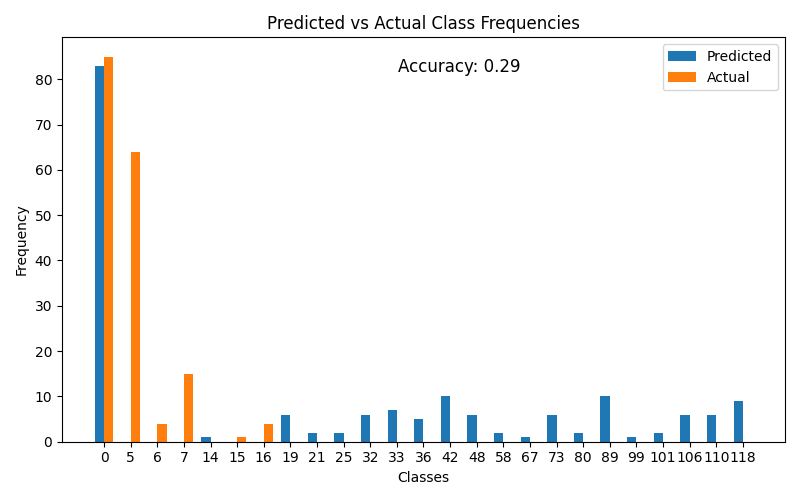 Predicted vs Actual Class Frequencies
Accuracy: 0.29
Predicted
Actual
Frequency
80
70
60
50
40
30
20
10
0
0 5 6 7 14 15 16 19 21 25 32 33 36 42 48 58 67 73 80 89 99 101 106 110 118
Classes